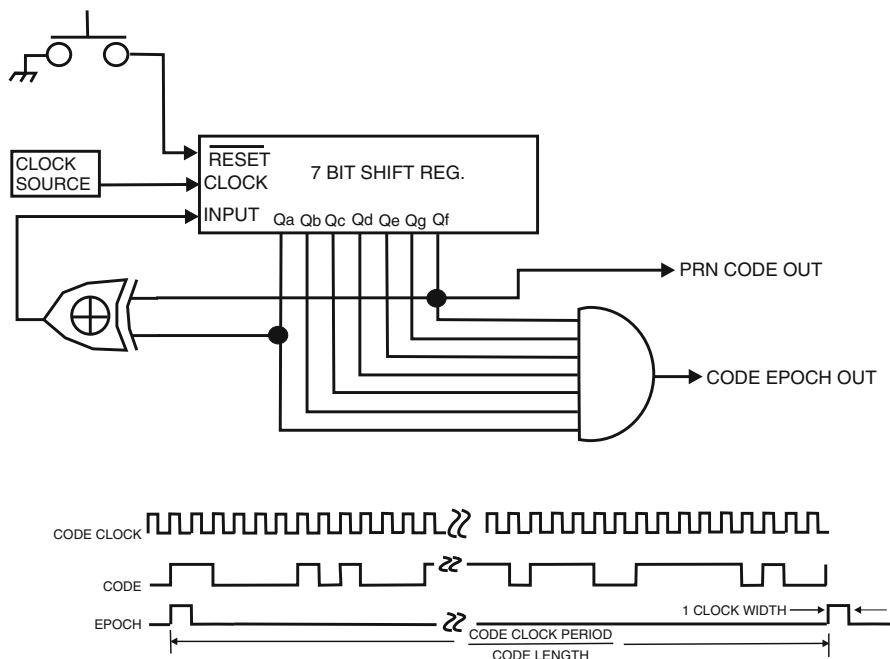 RESET
CLOCK
SOURCE
CLOCK
7 BIT SHIFT REG.
INPUT
Qa Qb Qc Qd Qe Qg Qf
PRN CODE OUT
CODE EPOCH OUT
CODE CLOCK
CODE
1 CLOCK WIDTH
EPOCH
CODE CLOCK PERIOD
CODE LENGTH